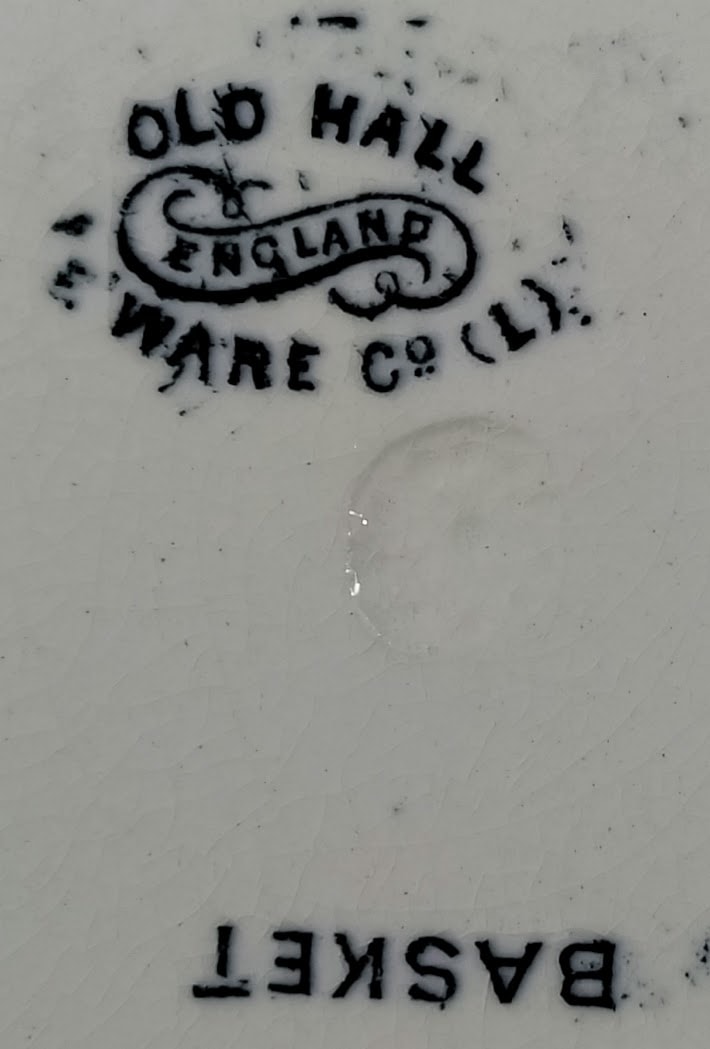 OLD HALL
ENGLAND
WARE Cº (L).
BASKET